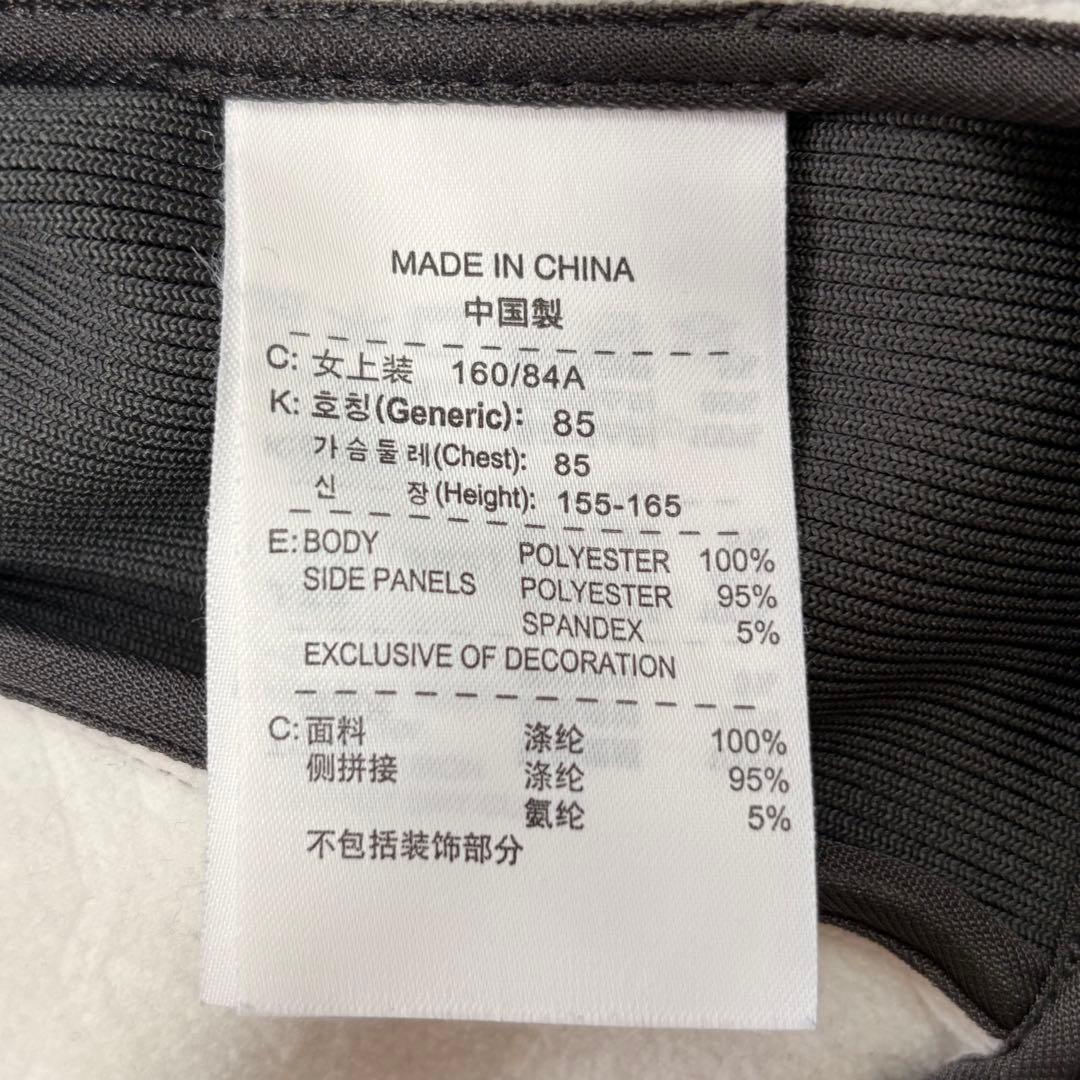 MADE IN CHINA
中国製
C: 女上装 160/84A
K: 호칭(Generic): 85
가슴둘레(Chest): 85
신 장(Height): 155-165
E: BODY POLYESTER 100%
SIDE PANELS POLYESTER 95%
SPANDEX 5%
EXCLUSIVE OF DECORATION
C: 面料 涤纶 100%
侧拼接 涤纶 95%
氨纶 5%
不包括装饰部分